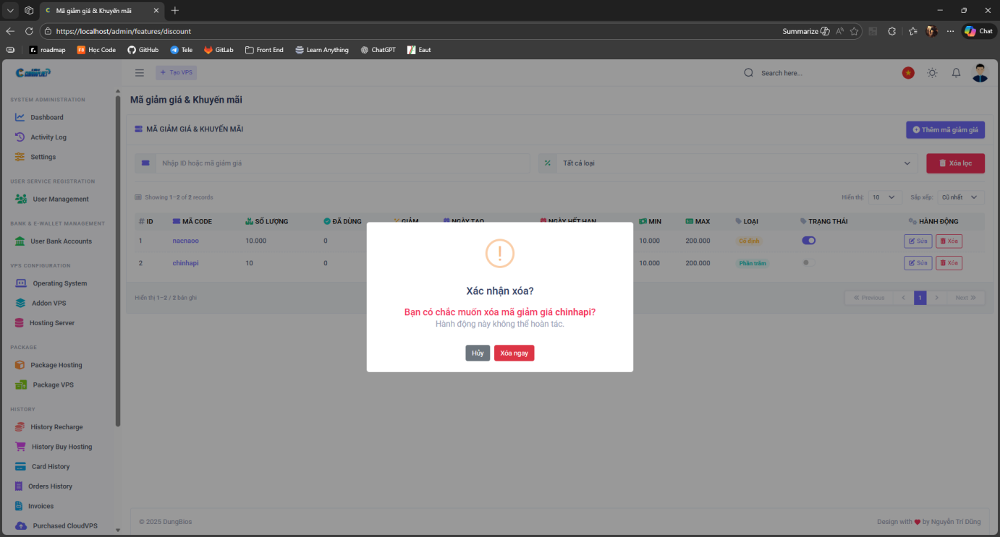 Mã giảm giá & Khuyến mãi
https://localhost/admin/features/discount
Summarize
Chat
roadmap
Học Code
GitHub
Tele
GitLab
Front End
Learn Anything
ChatGPT
Eaut
+ Tạo VPS
Search here...
SYSTEM ADMINISTRATION
Dashboard
Activity Log
Settings
USER SERVICE REGISTRATION
User Management
BANK & E-WALLET MANAGEMENT
User Bank Accounts
VPS CONFIGURATION
Operating System
Addon VPS
Hosting Server
PACKAGE
Package Hosting
Package VPS
HISTORY
History Recharge
History Buy Hosting
Card History
Orders History
Invoices
Purchased CloudVPS
Mã giảm giá & Khuyến mãi
MÃ GIẢM GIÁ & KHUYẾN MÃI
Thêm mã giảm giá
Nhập ID hoặc mã giảm giá
Tất cả loại
Xóa lọc
Showing 1–2 of 2 records
Hiển thị: 10
Sắp xếp: Cũ nhất
# ID MÃ CODE SỐ LƯỢNG ĐÃ DÙNG GIẢM NGÀY TẠO NGÀY HẾT HẠN MIN MAX LOẠI TRẠNG THÁI HÀNH ĐỘNG
1 nacnaoo 10.000 0 10.000 200.000 Cố định Sửa Xóa
2 chinhapi 10 0 10.000 200.000 Phần trăm Sửa Xóa
Hiển thị 1–2 / 2 bản ghi
Previous 1 Next
Xác nhận xóa?
Bạn có chắc muốn xóa mã giảm giá chinhapi?
Hành động này không thể hoàn tác.
Hủy
Xóa ngay
© 2025 DungBios
Design with ❤ by Nguyễn Trí Dũng